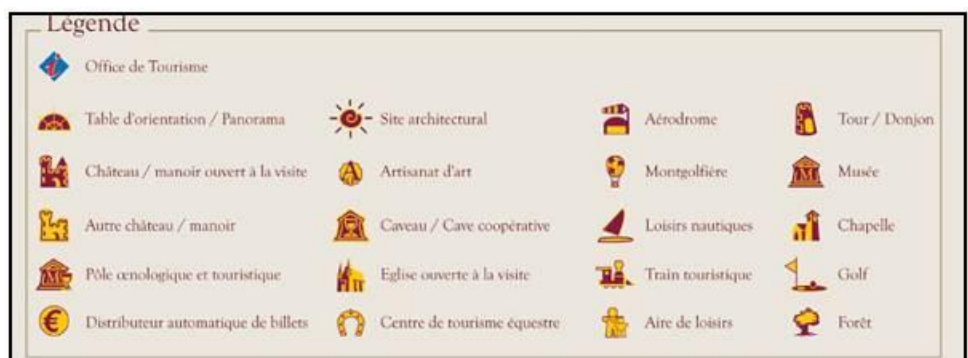 Légende
Office de Tourisme
Table d'orientation / Panorama
Site architectural
Aérodrome
Tour / Donjon
Château / manoir ouvert à la visite
Artisanat d'art
Montgolfière
Musée
Autre château / manoir
Caveau / Cave coopérative
Loisirs nautiques
Chapelle
Pôle œnologique et touristique
Eglise ouverte à la visite
Train touristique
Golf
Distributeur automatique de billets
Centre de tourisme équestre
Aire de loisirs
Forêt